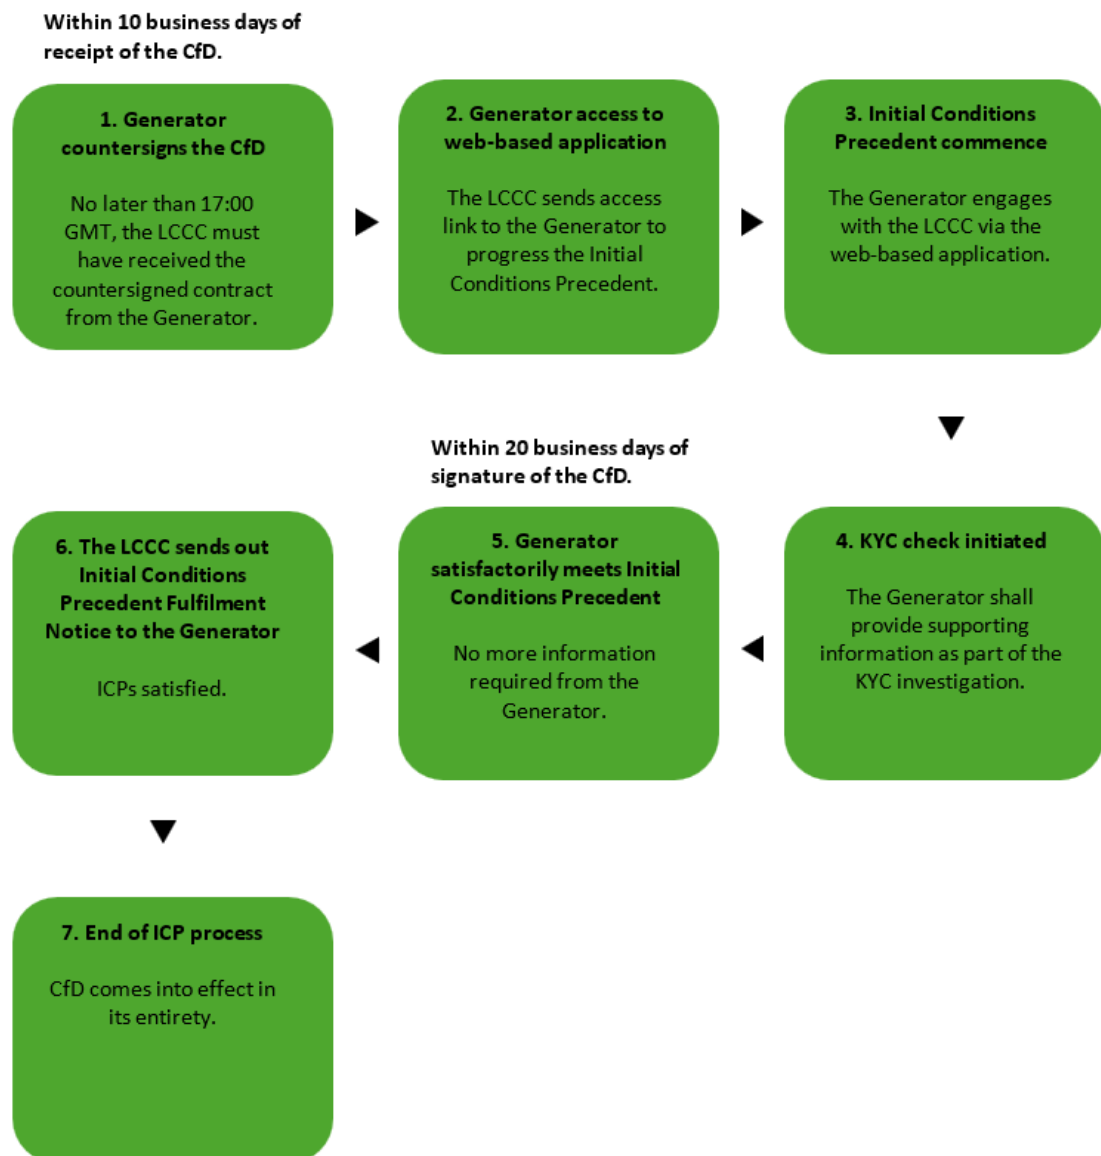 Within 10 business days of
receipt of the CfD.
1. Generator
countersigns the CfD
No later than 17:00
GMT, the LCCC must
have received the
countersigned contract
from the Generator.
2. Generator access to
web-based application
The LCCC sends access
link to the Generator to
progress the Initial
Conditions Precedent.
3. Initial Conditions
Precedent commence
The Generator engages
with the LCCC via the
web-based application.
4. KYC check initiated
The Generator shall
provide supporting
information as part of the
KYC investigation.
Within 20 business days of
signature of the CfD.
5. Generator
satisfactorily meets Initial
Conditions Precedent
No more information
required from the
Generator.
6. The LCCC sends out
Initial Conditions
Precedent Fulfilment
Notice to the Generator
ICPs satisfied.
7. End of ICP process
CfD comes into effect in
its entirety.